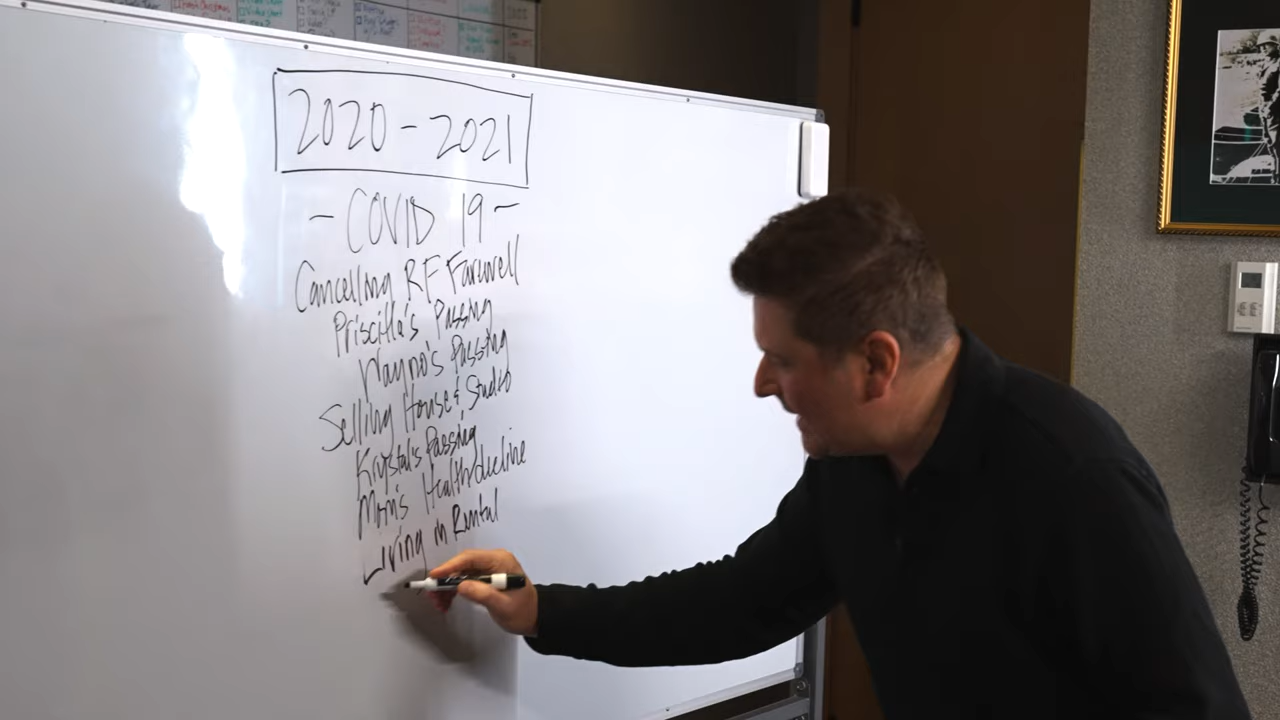 2020 - 2021
- COVID 19 -
Cancelling RF Farewell
Priscilla's Passing
Wayno's Passing
Selling House & Studio
Krystal's Passing
Mom's Health decline
Living in Rental